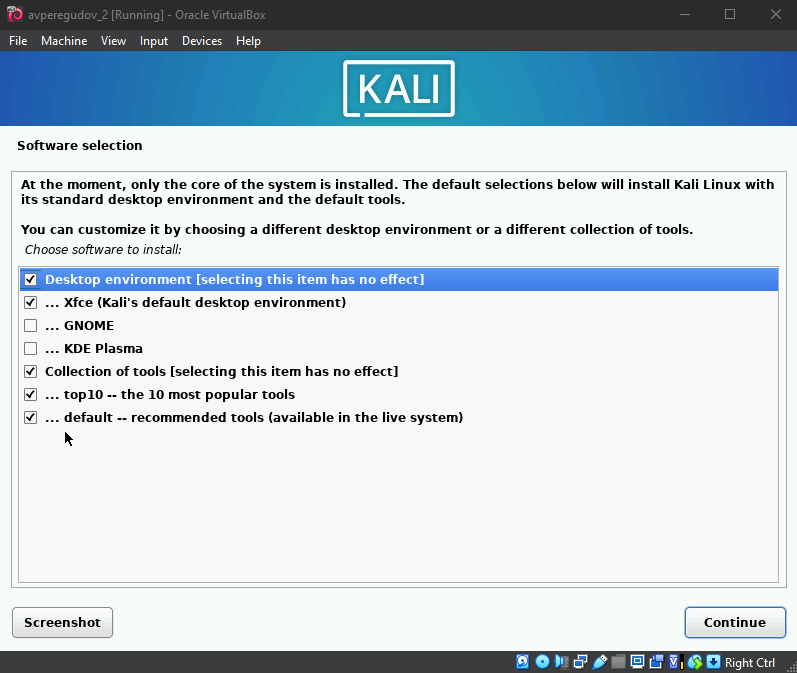 avperegudov_2 [Running] - Oracle VirtualBox
File Machine View Input Devices Help
KALI
Software selection
At the moment, only the core of the system is installed. The default selections below will install Kali Linux with
its standard desktop environment and the default tools.
You can customize it by choosing a different desktop environment or a different collection of tools.
Choose software to install:
Desktop environment [selecting this item has no effect]
... Xfce (Kali's default desktop environment)
... GNOME
... KDE Plasma
Collection of tools [selecting this item has no effect]
... top10 -- the 10 most popular tools
... default -- recommended tools (available in the live system)
Screenshot
Continue
Right Ctrl